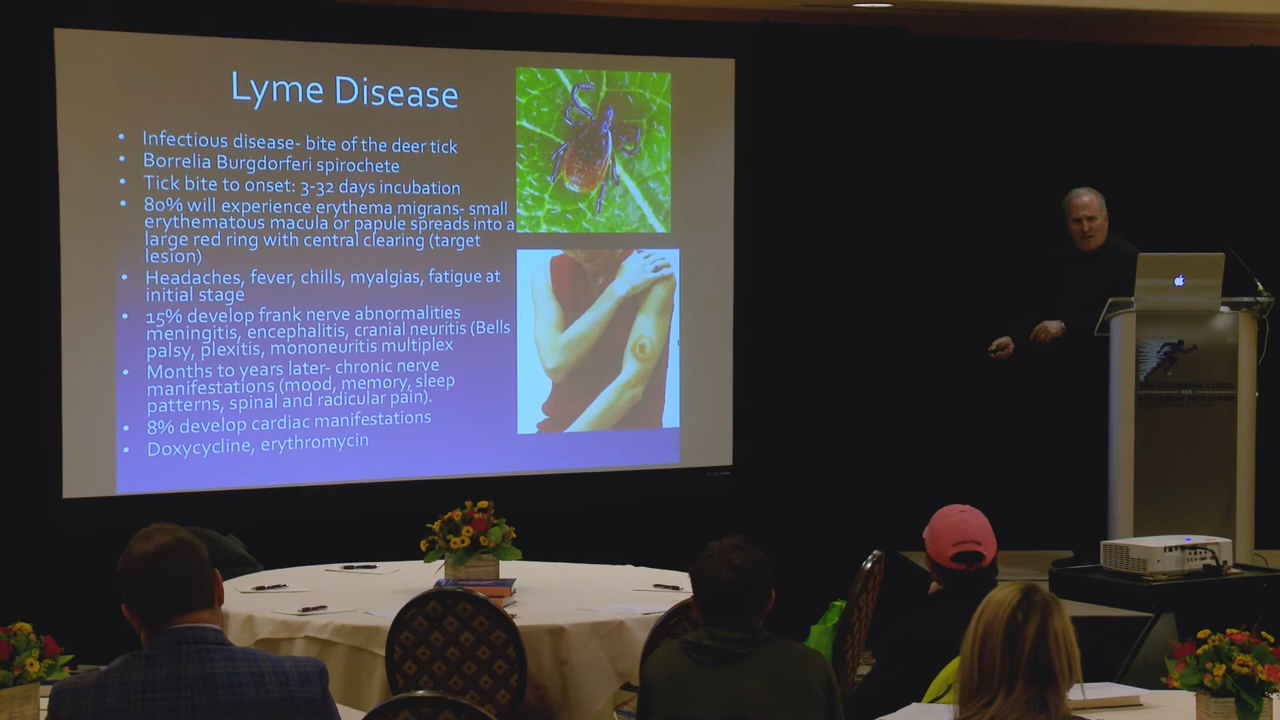 Lyme Disease
• Infectious disease- bite of the deer tick
• Borrelia Burgdorferi spirochete
• Tick bite to onset: 3-32 days incubation
• 80% will experience erythema migrans- small
erythematous macula or papule spreads into a
large red ring with central clearing (target
lesion)
• Headaches, fever, chills, myalgias, fatigue at
initial stage
• 15% develop frank nerve abnormalities
meningitis, encephalitis, cranial neuritis (Bells
palsy, plexitis, mononeuritis multiplex
• Months to years later- chronic nerve
manifestations (mood, memory, sleep
patterns, spinal and radicular pain).
• 8% develop cardiac manifestations
• Doxycycline, erythromycin